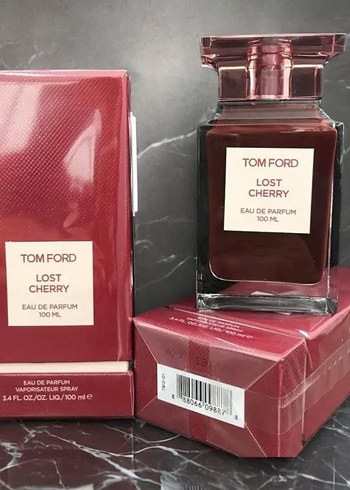 TOM FORD
LOST
CHERRY
EAU DE PARFUM
100 ML
EAU DE PARFUM
VAPORISATEUR SPRAY
3.4 FL.OZ./OZ. LIQ./100 ml e
TOM FORD
LOST
CHERRY
EAU DE PARFUM
100 ML